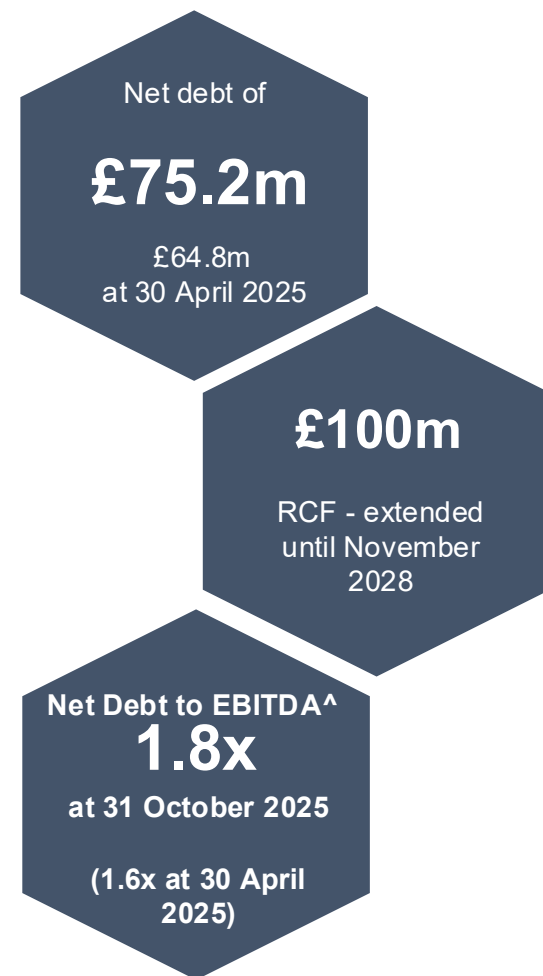 Net debt of
£75.2m
£64.8m
at 30 April 2025
£100m
RCF - extended
until November
2028
Net Debt to EBITDA^
1.8x
at 31 October 2025
(1.6x at 30 April
2025)